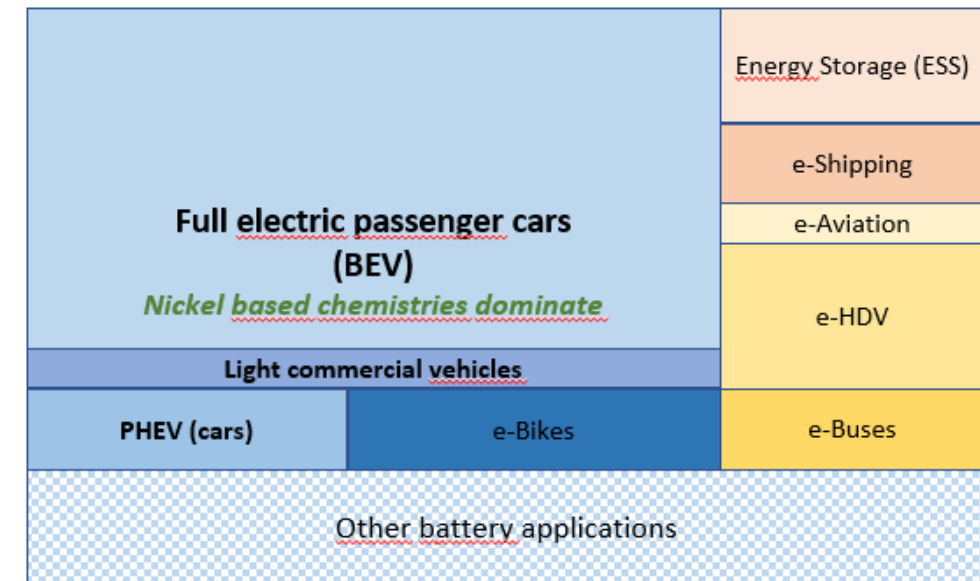 Full electric passenger cars
(BEV)
Nickel based chemistries dominate
Light commercial vehicles
PHEV (cars)
e-Bikes
Energy Storage (ESS)
e-Shipping
e-Aviation
e-HDV
e-Buses
Other battery applications